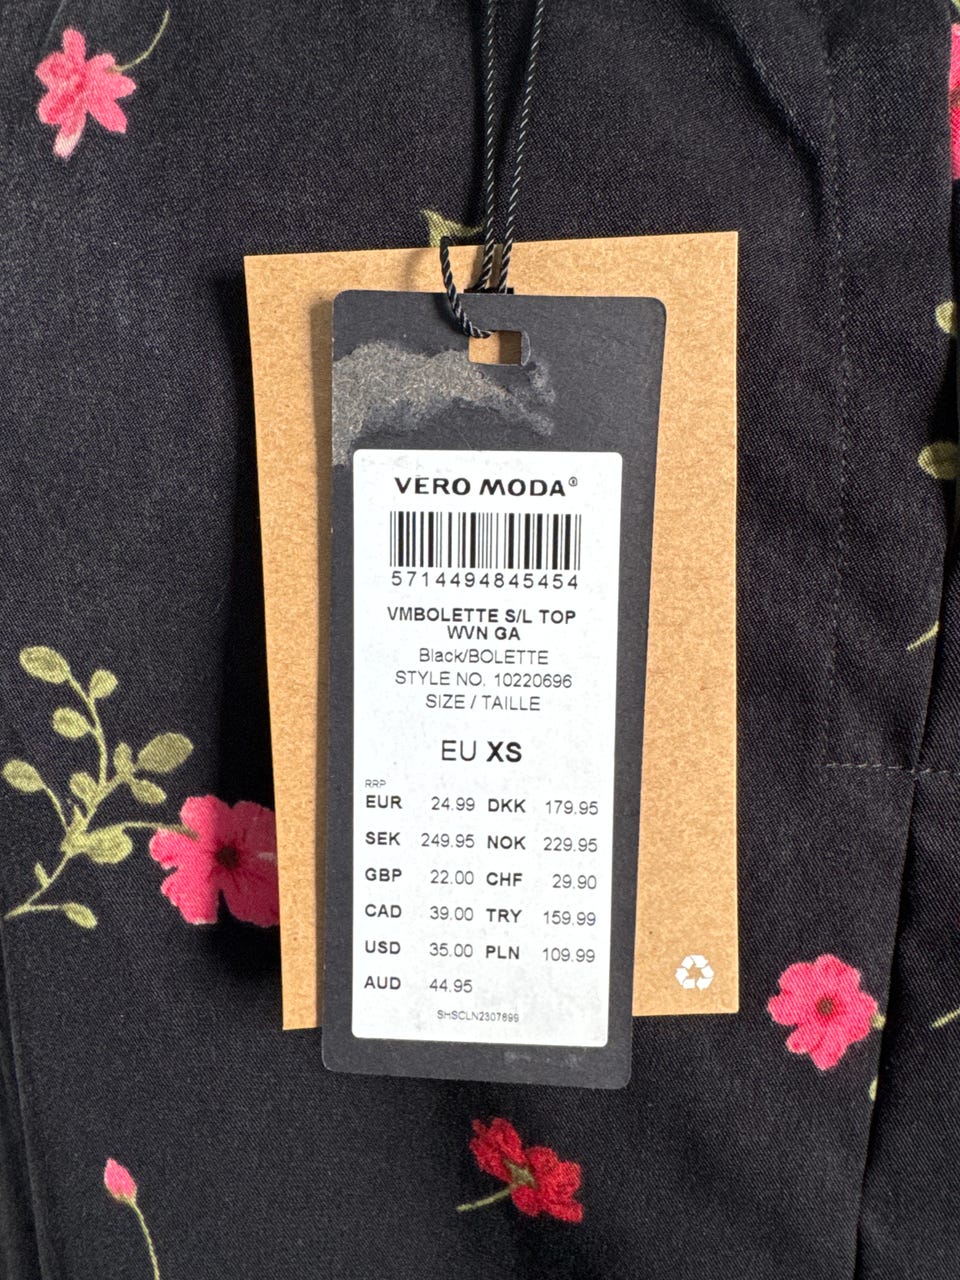 VERO MODA®
5714494845454
VMBOLETTE S/L TOP
WVN GA
Black/BOLETTE
STYLE NO. 10220696
SIZE / TAILLE
EU XS
RRP
EUR 24.99 DKK 179.95
SEK 249.95 NOK 229.95
GBP 22.00 CHF 29.90
CAD 39.00 TRY 159.99
USD 35.00 PLN 109.99
AUD 44.95
SHSCLN2307899